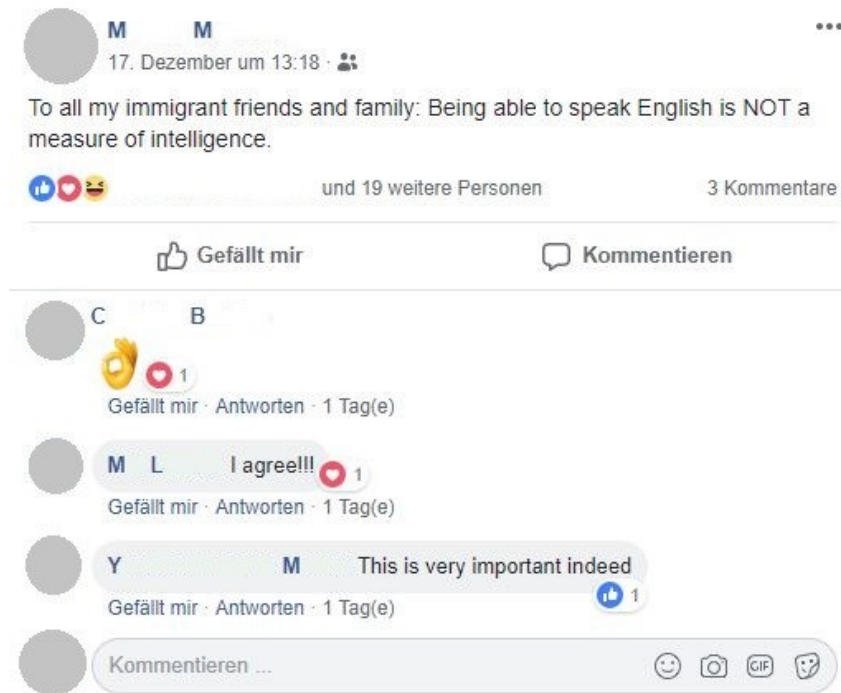 M M
17. Dezember um 13:18 ·
To all my immigrant friends and family: Being able to speak English is NOT a
measure of intelligence.
und 19 weitere Personen 3 Kommentare
Gefällt mir Kommentieren
C B
1
Gefällt mir · Antworten · 1 Tag(e)
M L I agree!!! 1
Gefällt mir · Antworten · 1 Tag(e)
Y M This is very important indeed
1
Gefällt mir · Antworten · 1 Tag(e)
Kommentieren ... GIF